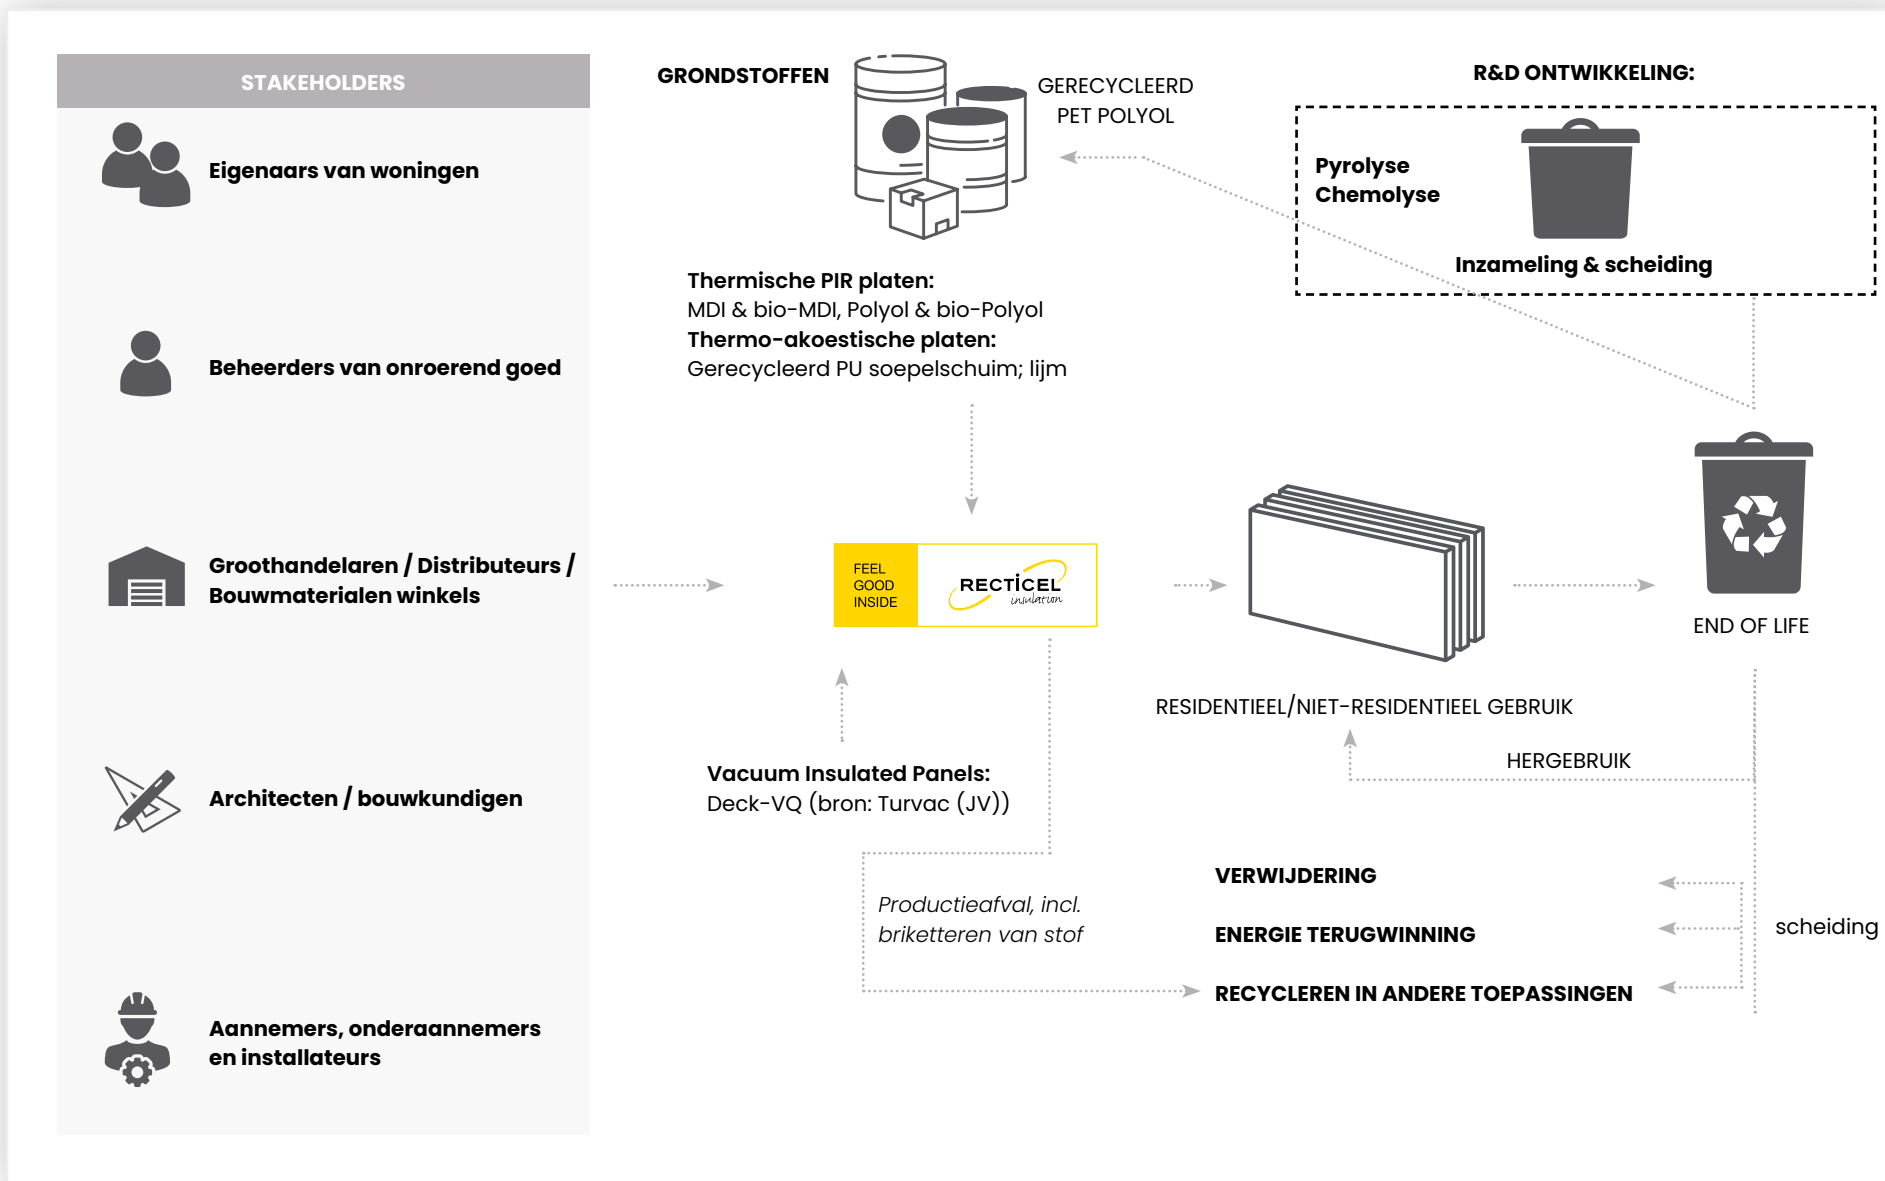 STAKEHOLDERS
Eigenaars van woningen
Beheerders van onroerend goed
Groothandelaren / Distributeurs /
Bouwmaterialen winkels
Architecten / bouwkundigen
Aannemers, onderaannemers
en installateurs
GRONDSTOFFEN
GERECYCLEERD
PET POLYOL
Thermische PIR platen:
MDI & bio-MDI, Polyol & bio-Polyol
Thermo-akoestische platen:
Gerecycleerd PU soepelschuim; lijm
R&D ONTWIKKELING:
Pyrolyse
Chemolyse
Inzameling & scheiding
FEEL
GOOD
INSIDE
RECTICEL
insulation
END OF LIFE
RESIDENTIEEL/NIET-RESIDENTIEEL GEBRUIK
HERGEBRUIK
Vacuum Insulated Panels:
Deck-VQ (bron: Turvac (JV))
Productieafval, incl.
briketteren van stof
VERWIJDERING
ENERGIE TERUGWINNING
RECYCLEREN IN ANDERE TOEPASSINGEN
scheiding